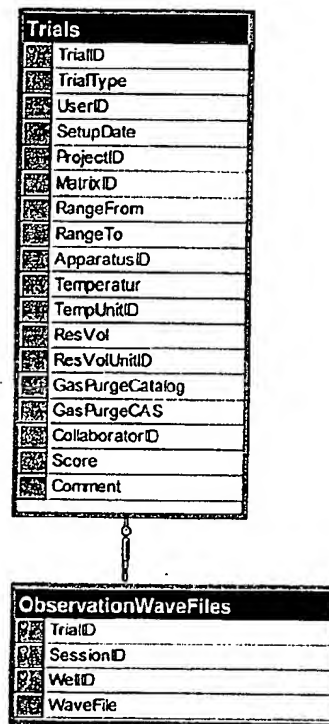 Trials
TrialID
TrialType
UserID
SetupDate
ProjectID
MatrixID
RangeFrom
RangeTo
ApparatusID
Temperatur
TempUnitID
ResVol
ResVolUnitID
GasPurgeCatalog
GasPurgeCAS
CollaboratorID
Score
Comment
ObservationWaveFiles
TrialID
SessionID
WellID
WaveFile